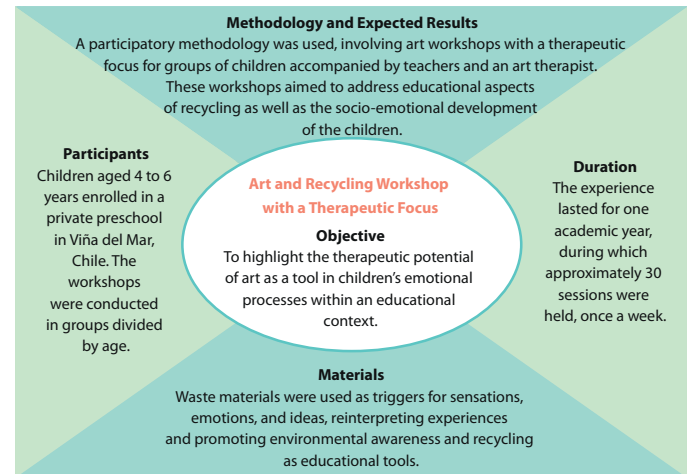 Methodology and Expected Results
A participatory methodology was used, involving art workshops with a therapeutic
focus for groups of children accompanied by teachers and an art therapist.
These workshops aimed to address educational aspects
of recycling as well as the socio-emotional development
of the children.
Participants
Children aged 4 to 6
years enrolled in a
private preschool
in Viña del Mar,
Chile. The
workshops
were conducted
in groups divided
by age.
Art and Recycling Workshop
with a Therapeutic Focus
Objective
To highlight the therapeutic potential
of art as a tool in children’s emotional
processes within an educational
context.
Duration
The experience
lasted for one
academic year,
during which
approximately 30
sessions were
held, once a week.
Materials
Waste materials were used as triggers for sensations,
emotions, and ideas, reinterpreting experiences
and promoting environmental awareness and recycling
as educational tools.